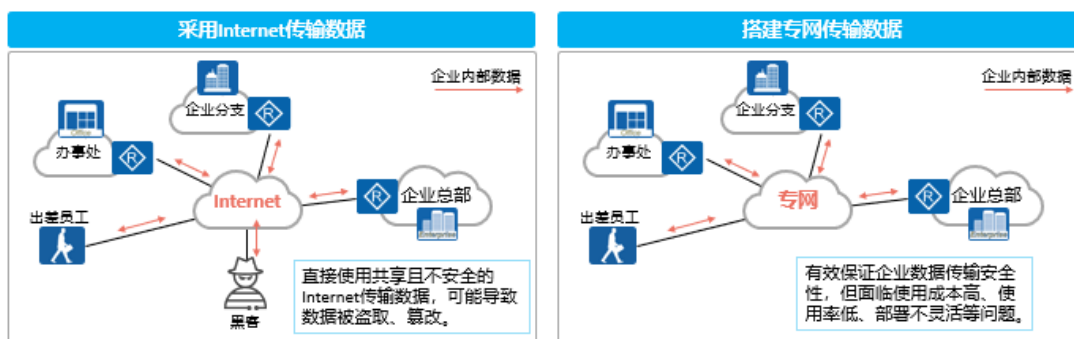 采用Internet传输数据
企业内部数据
企业分支
R
Office
办事处
R
Internet
R
企业总部
Enterprise
出差员工
黑客
直接使用共享且不安全的
Internet传输数据，可能导致
数据被盗取、篡改。
搭建专网传输数据
企业内部数据
企业分支
R
Office
办事处
R
专网
R
企业总部
Enterprise
出差员工
有效保证企业数据传输安全
性，但面临使用成本高、使
用率低、部署不灵活等问题。